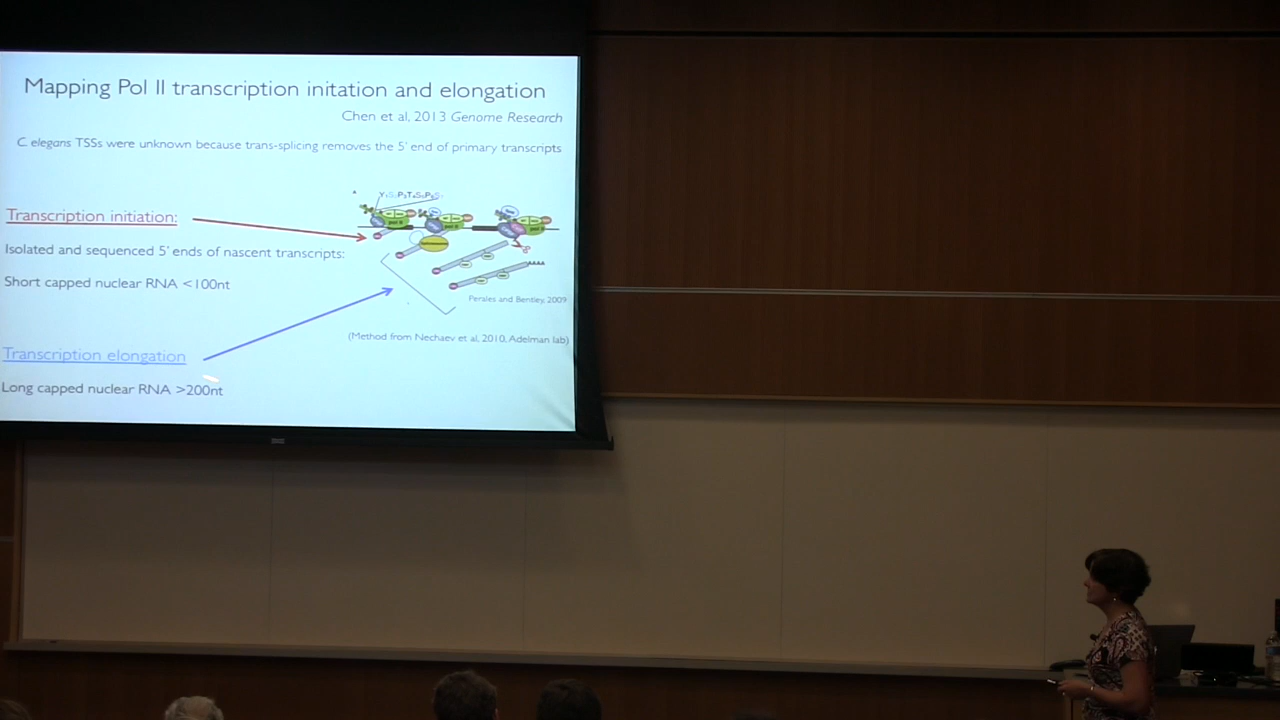 Mapping Pol II transcription initation and elongation
Chen et al, 2013 Genome Research
C. elegans TSSs were unknown because trans-splicing removes the 5' end of primary transcripts
Transcription initiation:
Isolated and sequenced 5' ends of nascent transcripts:
Short capped nuclear RNA <100nt
AAAA
Perales and Bentley, 2009
(Method from Nechaev et al, 2010, Adelman lab)
Transcription elongation
Long capped nuclear RNA >200nt